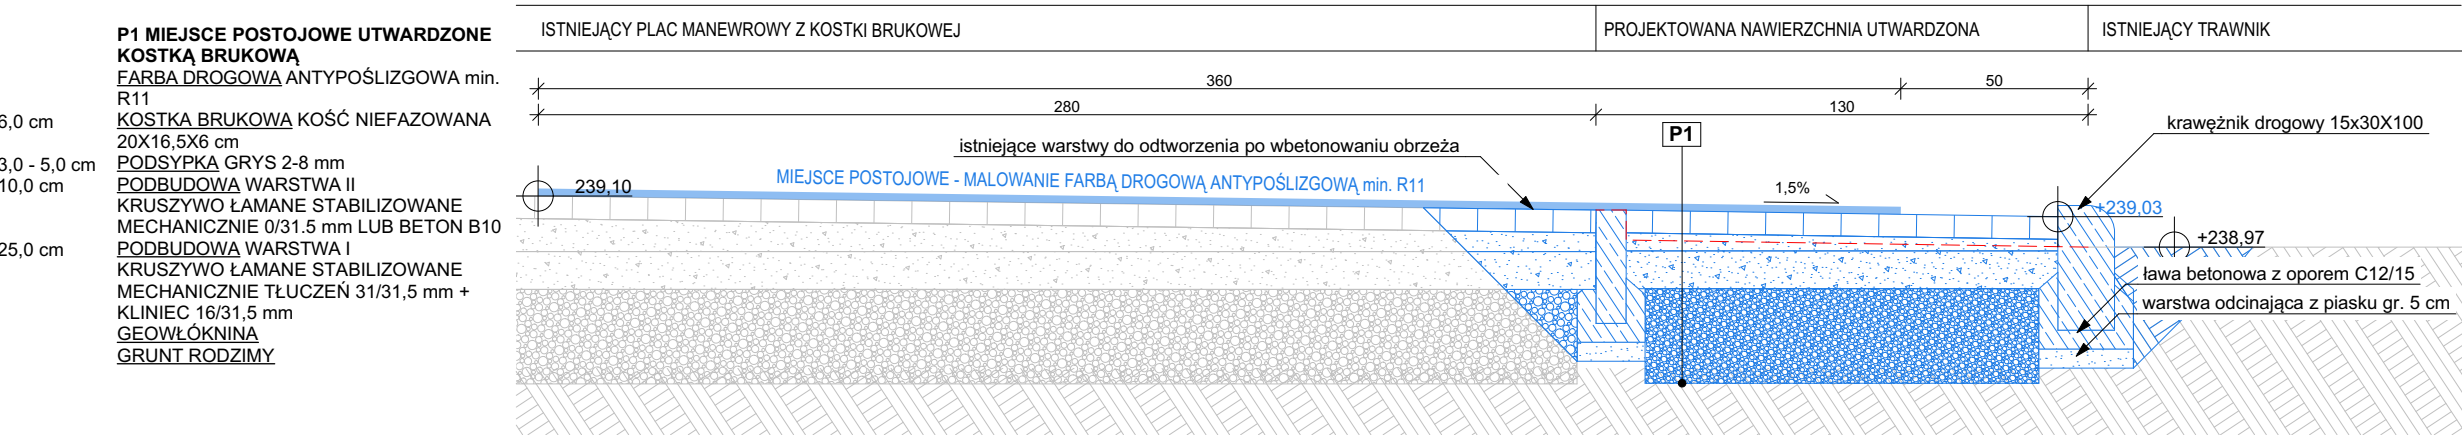 P1 MIEJSCE POSTOJOWE UTWARDZONE
KOSTKĄ BRUKOWĄ
FARBA DROGOWA ANTYPOŚLIZGOWA min.
R11
6,0 cm KOSTKA BRUKOWA KOŚĆ NIEFAZOWANA
20X16,5X6 cm
3,0 - 5,0 cm PODSYPKA GRYS 2-8 mm
10,0 cm PODBUDOWA WARSTWA II
KRUSZYWO ŁAMANE STABILIZOWANE
MECHANICZNIE 0/31.5 mm LUB BETON B10
25,0 cm PODBUDOWA WARSTWA I
KRUSZYWO ŁAMANE STABILIZOWANE
MECHANICZNIE TŁUCZEŃ 31/31,5 mm +
KLINIEC 16/31,5 mm
GEOWŁÓKNINA
GRUNT RODZIMY
ISTNIEJĄCY PLAC MANEWROWY Z KOSTKI BRUKOWEJ
PROJEKTOWANA NAWIERZCHNIA UTWARDZONA
ISTNIEJĄCY TRAWNIK
360
50
280
130
istniejące warstwy do odtworzenia po wbetonowaniu obrzeża
P1
krawężnik drogowy 15x30X100
239,10
MIEJSCE POSTOJOWE - MALOWANIE FARBĄ DROGOWĄ ANTYPOŚLIZGOWĄ min. R11
1,5%
+239,03
+238,97
ława betonowa z oporem C12/15
warstwa odcinająca z piasku gr. 5 cm